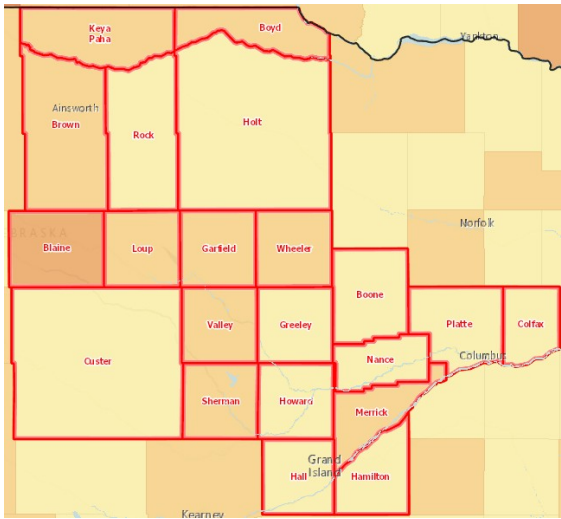 Keya
Paha
Boyd
Yankton
Ainsworth
Brown
Rock
Holt
Norfolk
BRASKA
Blaine
Loup
Garfield
Wheeler
Boone
Valley
Greeley
Platte
Colfax
Custer
Nance
Columbus
Sherman
Howard
Merrick
Grand
Island
Hall
Hamilton
Kearney